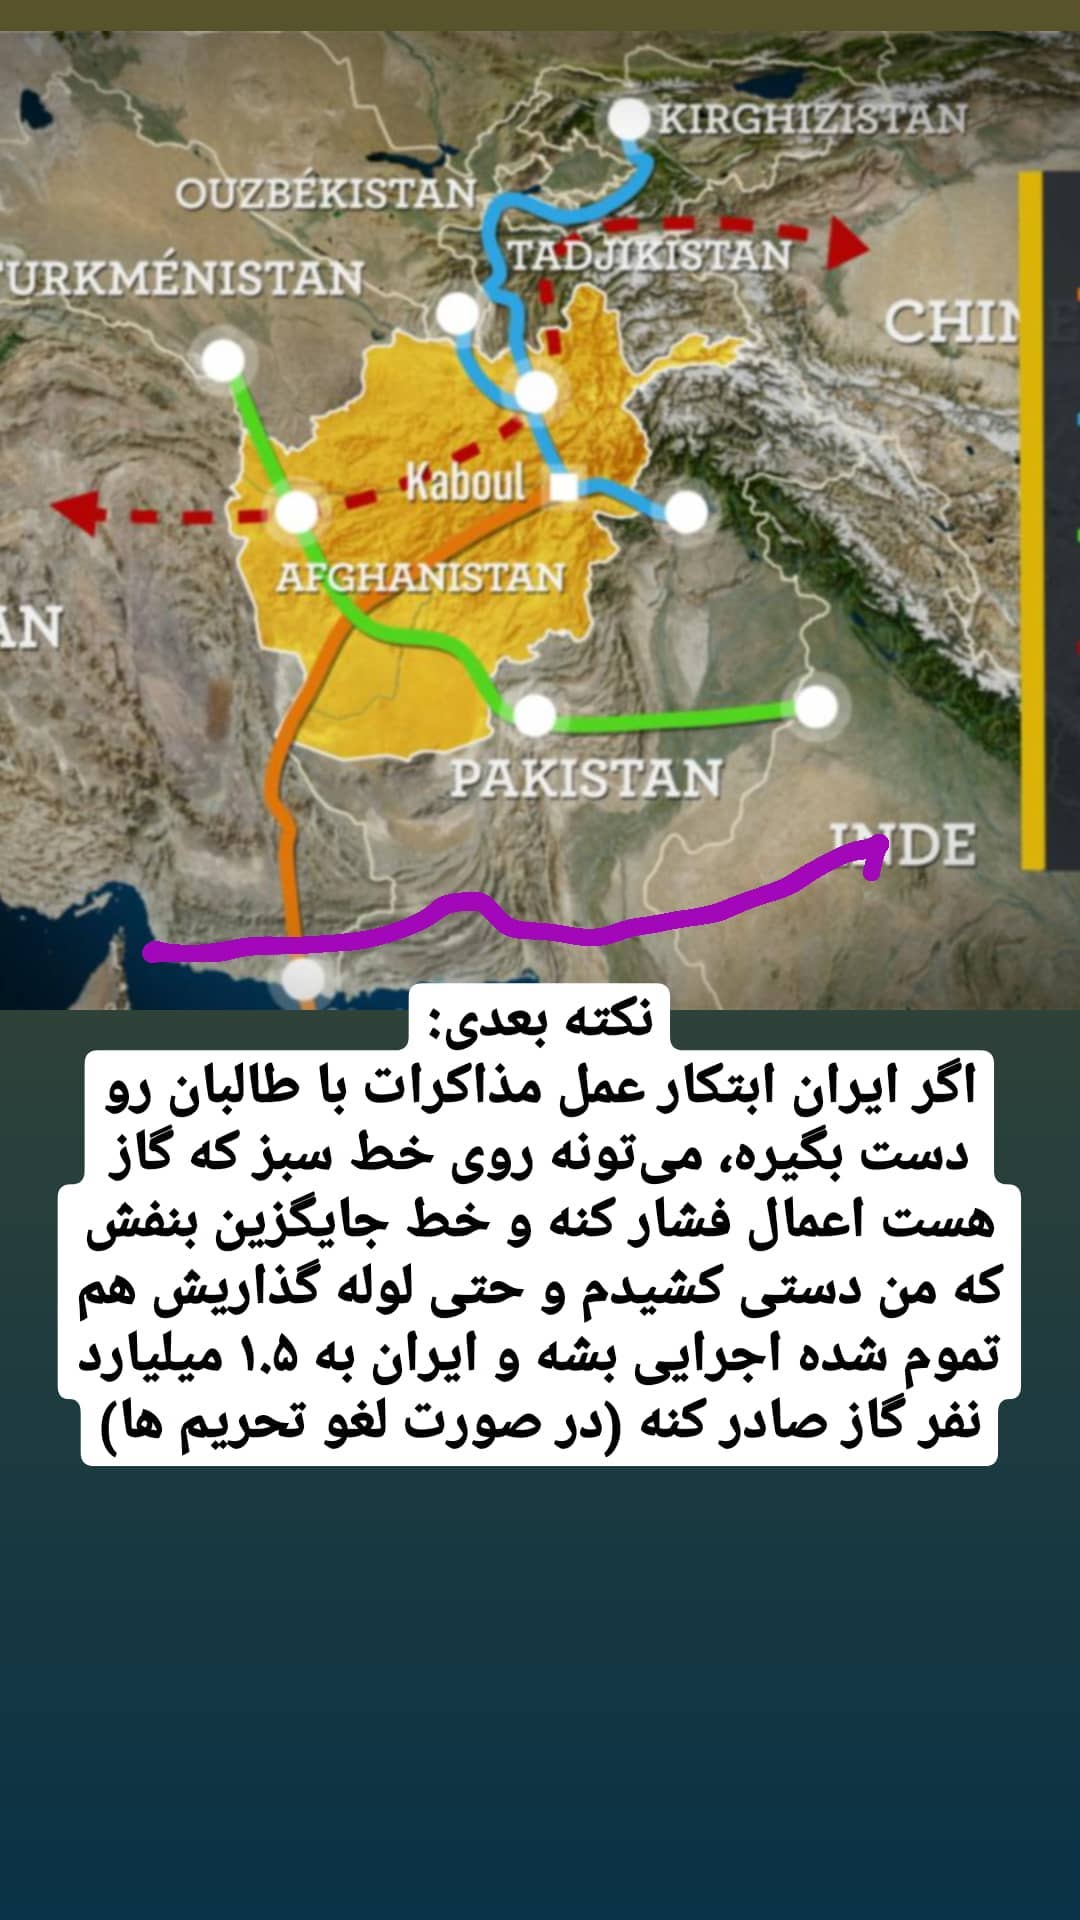 KIRGHIZISTAN
OUZBÉKISTAN
TADJIKISTAN
TURKMÉNISTAN
CHINE
Kaboul
AFGHANISTAN
AN
PAKISTAN
INDE
نکته بعدی:
اگر ایران ابتکار عمل مذاکرات با طالبان رو
دست بگیره، می‌تونه روی خط سبز که گاز
هست اعمال فشار کنه و خط جایگزین بنفش
که من دستی کشیدم و حتی لوله گذاریش هم
تموم شده اجرایی بشه و ایران به ۱.۵ میلیارد
نفر گاز صادر کنه (در صورت لغو تحریم ها)